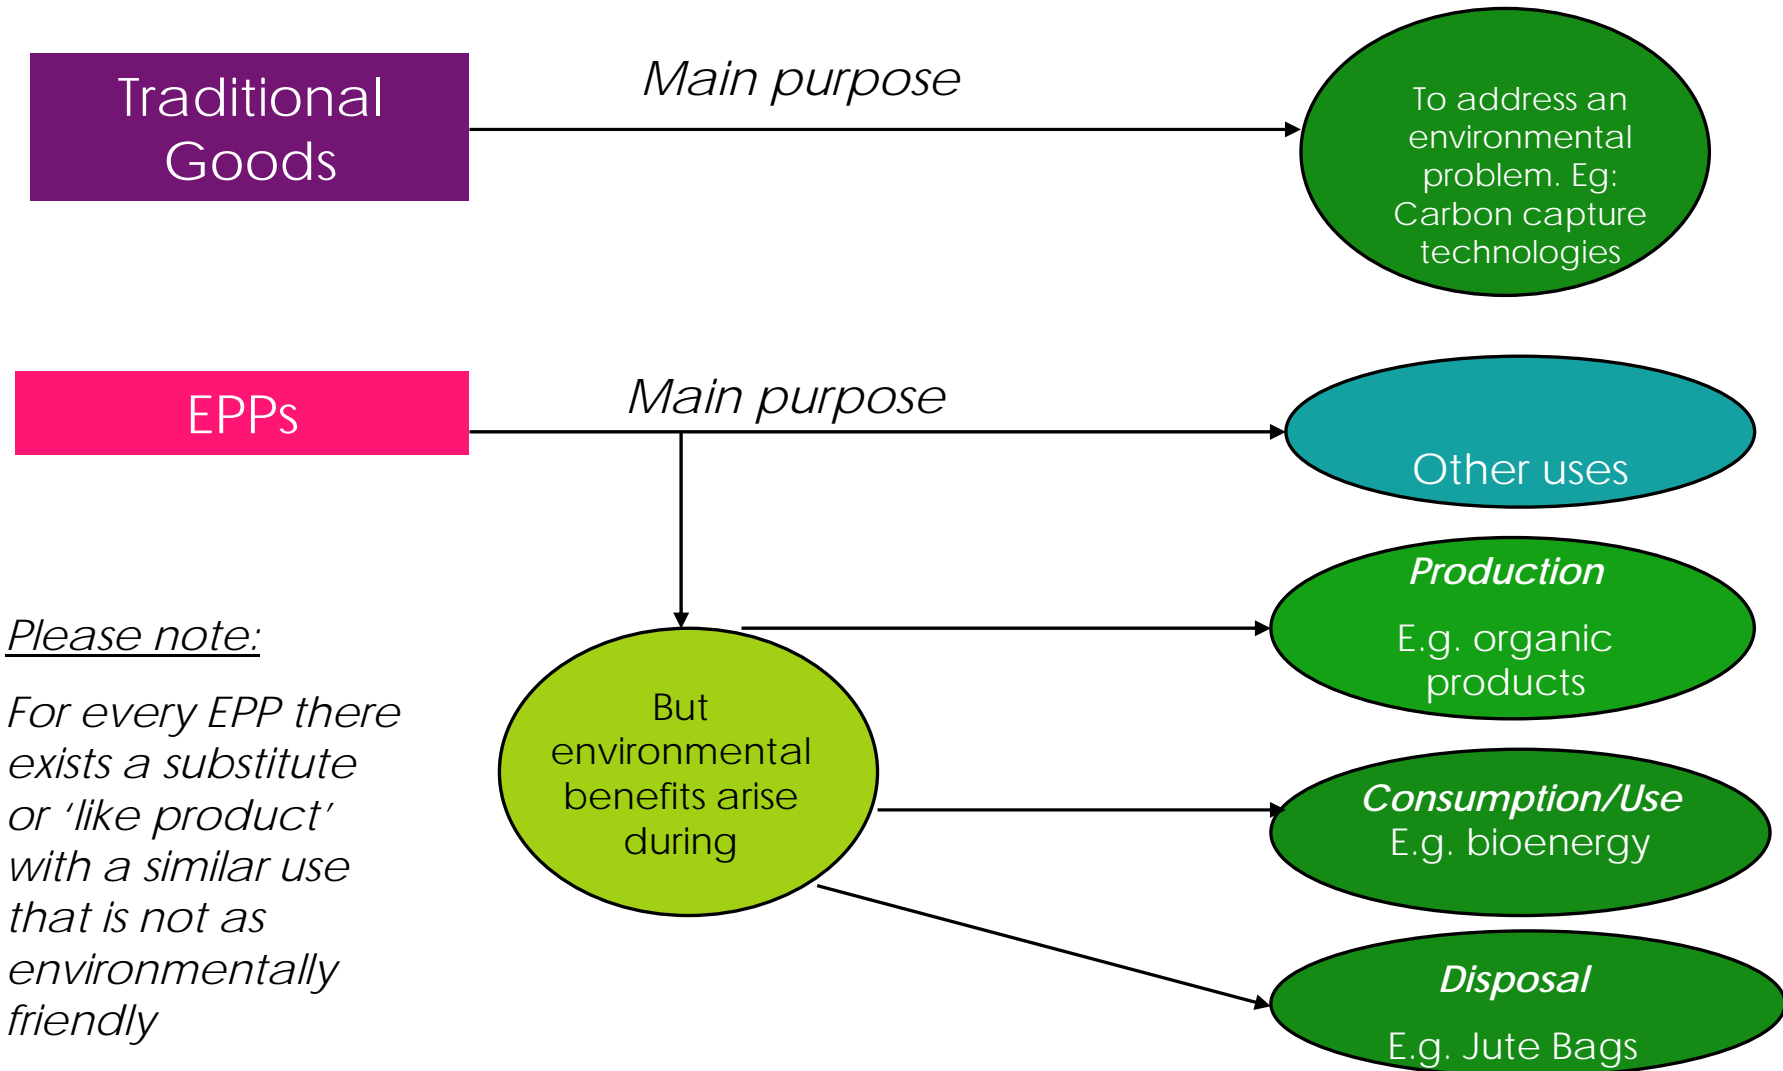 Traditional
Goods
Main purpose
To address an
environmental
problem. Eg:
Carbon capture
technologies
EPPs
Main purpose
Other uses
Production
E.g. organic
products
Please note:
For every EPP there
exists a substitute
or ‘like product’
with a similar use
that is not as
environmentally
friendly
But
environmental
benefits arise
during
Consumption/Use
E.g. bioenergy
Disposal
E.g. Jute Bags